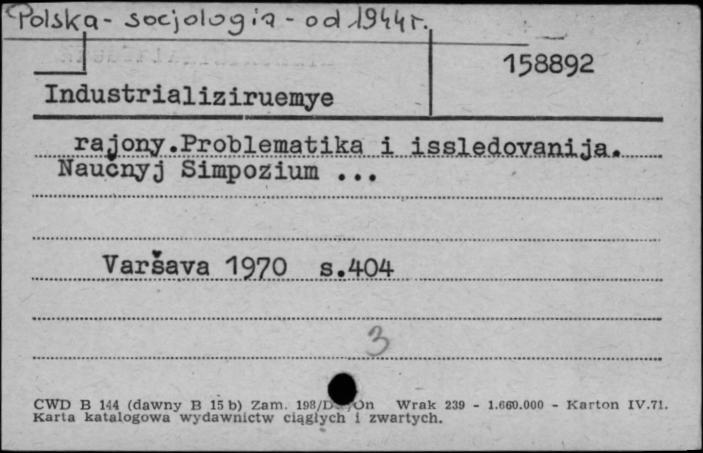 Polska - socjologia - od 1944 r.
158892
Industrializiruemye
rajony.Problematika i issledovanija.
Naučnyj Simpozium ...
Varšava 1970 s.404
3
CWD B 144 (dawny B 15 b) Zam. 198/ Wrak 239 - 1.660.000 - Karton IV.71.
Karta katalogowa wydawnictw ciągłych i zwartych.